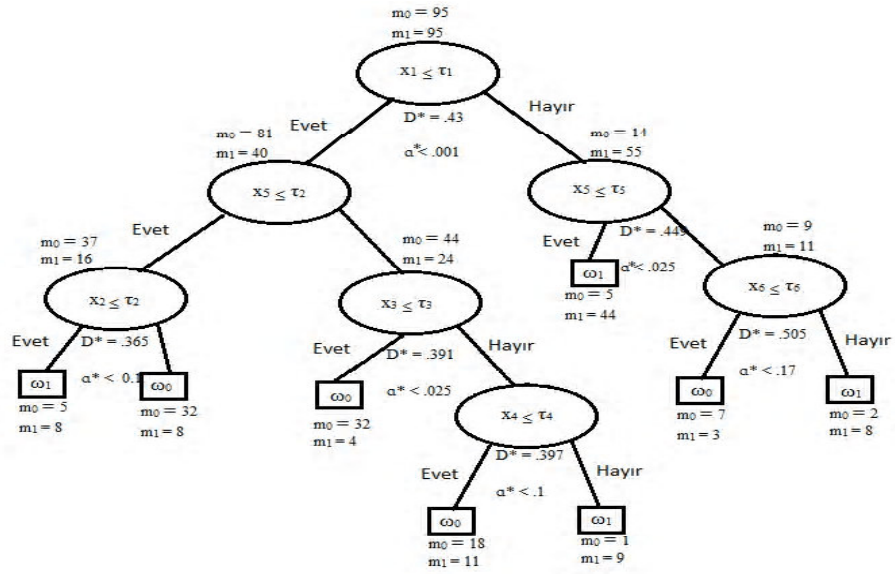 m₀ = 95
m₁ = 95
x₁ ≤ τ₁
Evet
D* = .43
Hayır
α* < .001
m₀ = 81
m₁ = 40
m₀ = 14
m₁ = 55
x₅ ≤ τ₂
x₅ ≤ τ₅
Evet
m₀ = 37
m₁ = 16
m₀ = 44
m₁ = 24
Evet
D* = .449
m₀ = 9
m₁ = 11
ω₁
α* < .025
m₀ = 5
m₁ = 44
x₂ ≤ τ₂
x₃ ≤ τ₃
x₆ ≤ τ₆
Evet
D* = .365
α* < 0.1
ω₁
ω₀
m₀ = 5
m₁ = 8
m₀ = 32
m₁ = 8
Evet
D* = .391
Hayır
α* < .025
ω₀
m₀ = 32
m₁ = 4
Evet
D* = .505
Hayır
α* < .17
ω₀
ω₁
m₀ = 7
m₁ = 3
m₀ = 2
m₁ = 8
x₄ ≤ τ₄
Evet
D* = .397
Hayır
α* < .1
ω₀
ω₁
m₀ = 18
m₁ = 11
m₀ = 1
m₁ = 9